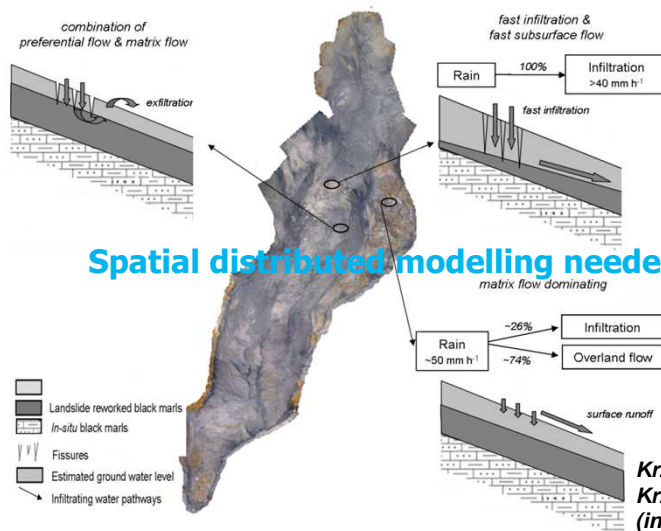 combination of
preferential flow & matrix flow
exfiltration
fast infiltration &
fast subsurface flow
Rain
100%
Infiltration
>40 mm h⁻¹
fast infiltration
Spatial distributed modelling neede
matrix flow dominating
Rain
~50 mm h⁻¹
~26%
~74%
Infiltration
Overland flow
surface runoff
Landslide reworked black marls
In-situ black marls
Fissures
Estimated ground water level
Infiltrating water pathways
(in